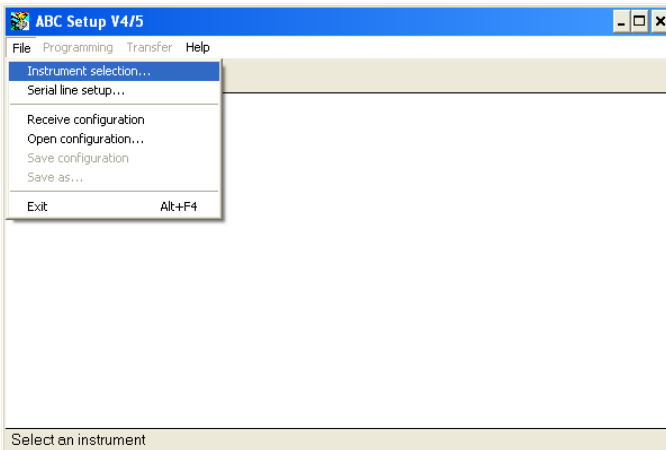 ABC Setup V4/5
File Programming Transfer Help
Instrument selection...
Serial line setup...
Receive configuration
Open configuration...
Save configuration
Save as...
Exit Alt+F4
Select an instrument